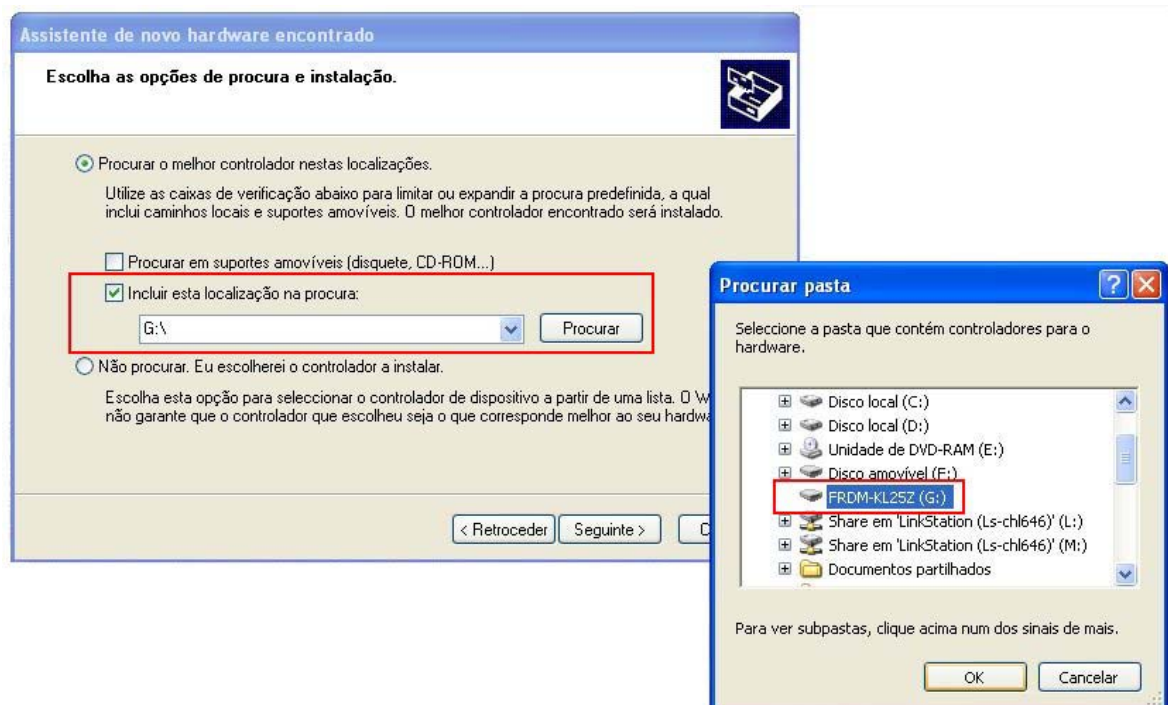 Assistente de novo hardware encontrado
Escolha as opções de procura e instalação.
Procurar o melhor controlador nestas localizações.
Utilize as caixas de verificação abaixo para limitar ou expandir a procura predefinida, a qual
inclui caminhos locais e suportes amovíveis. O melhor controlador encontrado será instalado.
Procurar em suportes amovíveis (disquete, CD-ROM...)
Incluir esta localização na procura:
G:\
Procurar
Não procurar. Eu escolherei o controlador a instalar.
Escolha esta opção para seleccionar o controlador de dispositivo a partir de uma lista. O W
não garante que o controlador que escolheu seja o que corresponde melhor ao seu hardwa
< Retroceder
Seguinte >
C
Procurar pasta
Seleccione a pasta que contém controladores para o
hardware.
Disco local (C:)
Disco local (D:)
Unidade de DVD-RAM (E:)
Disco amovível (F:)
FRDM-KL25Z (G:)
Share em 'LinkStation (Ls-chl646)' (L:)
Share em 'LinkStation (Ls-chl646)' (M:)
Documentos partilhados
Para ver subpastas, clique acima num dos sinais de mais.
OK
Cancelar